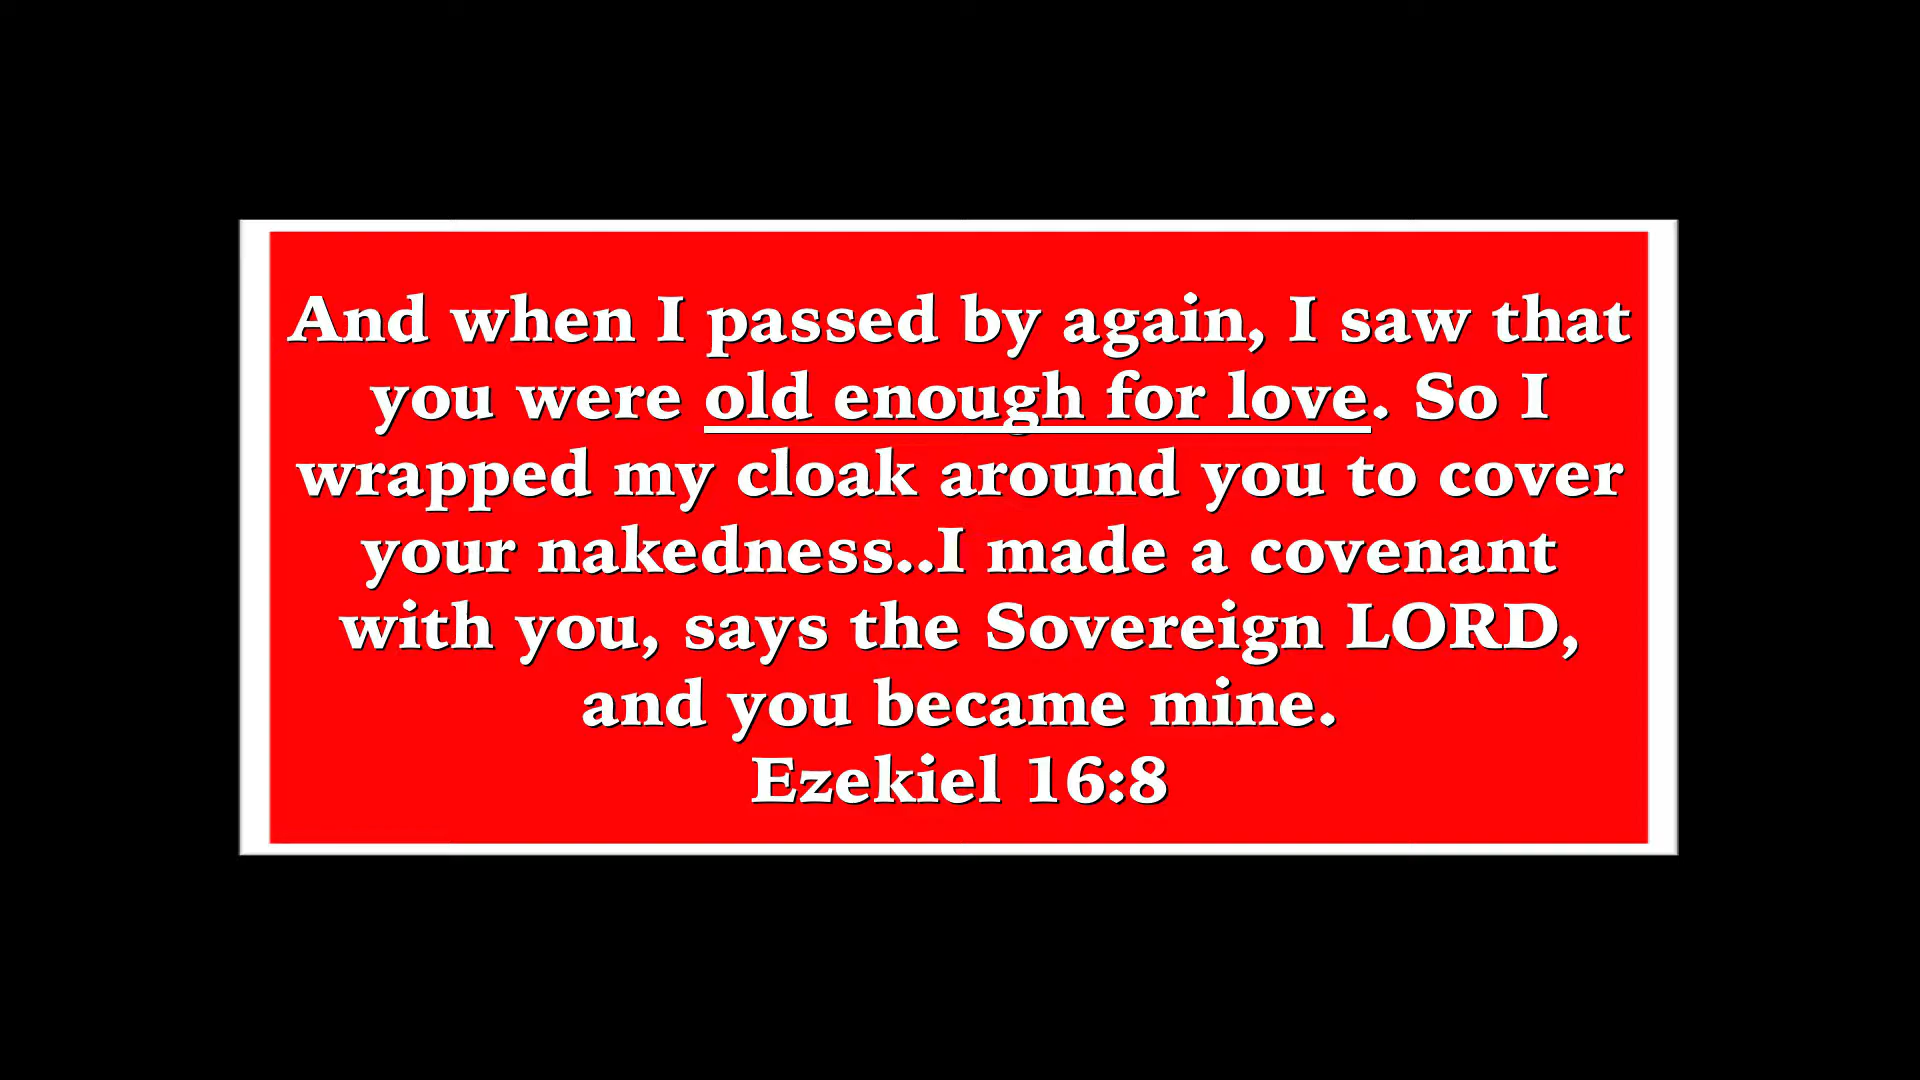 And when I passed by again, I saw that
you were old enough for love. So I
wrapped my cloak around you to cover
your nakedness..I made a covenant
with you, says the Sovereign LORD,
and you became mine.
Ezekiel 16:8